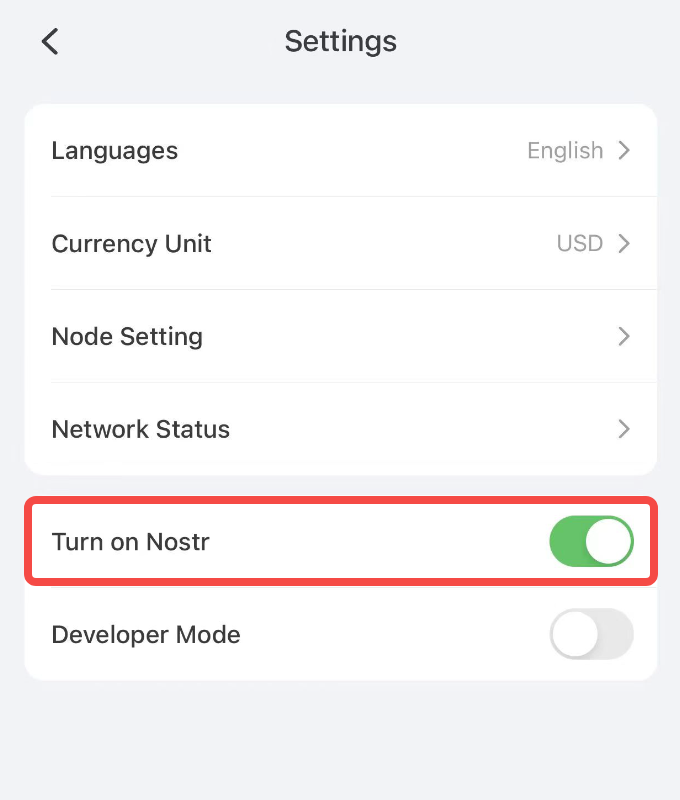 Settings
Languages English
Currency Unit USD
Node Setting
Network Status
Turn on Nostr
Developer Mode